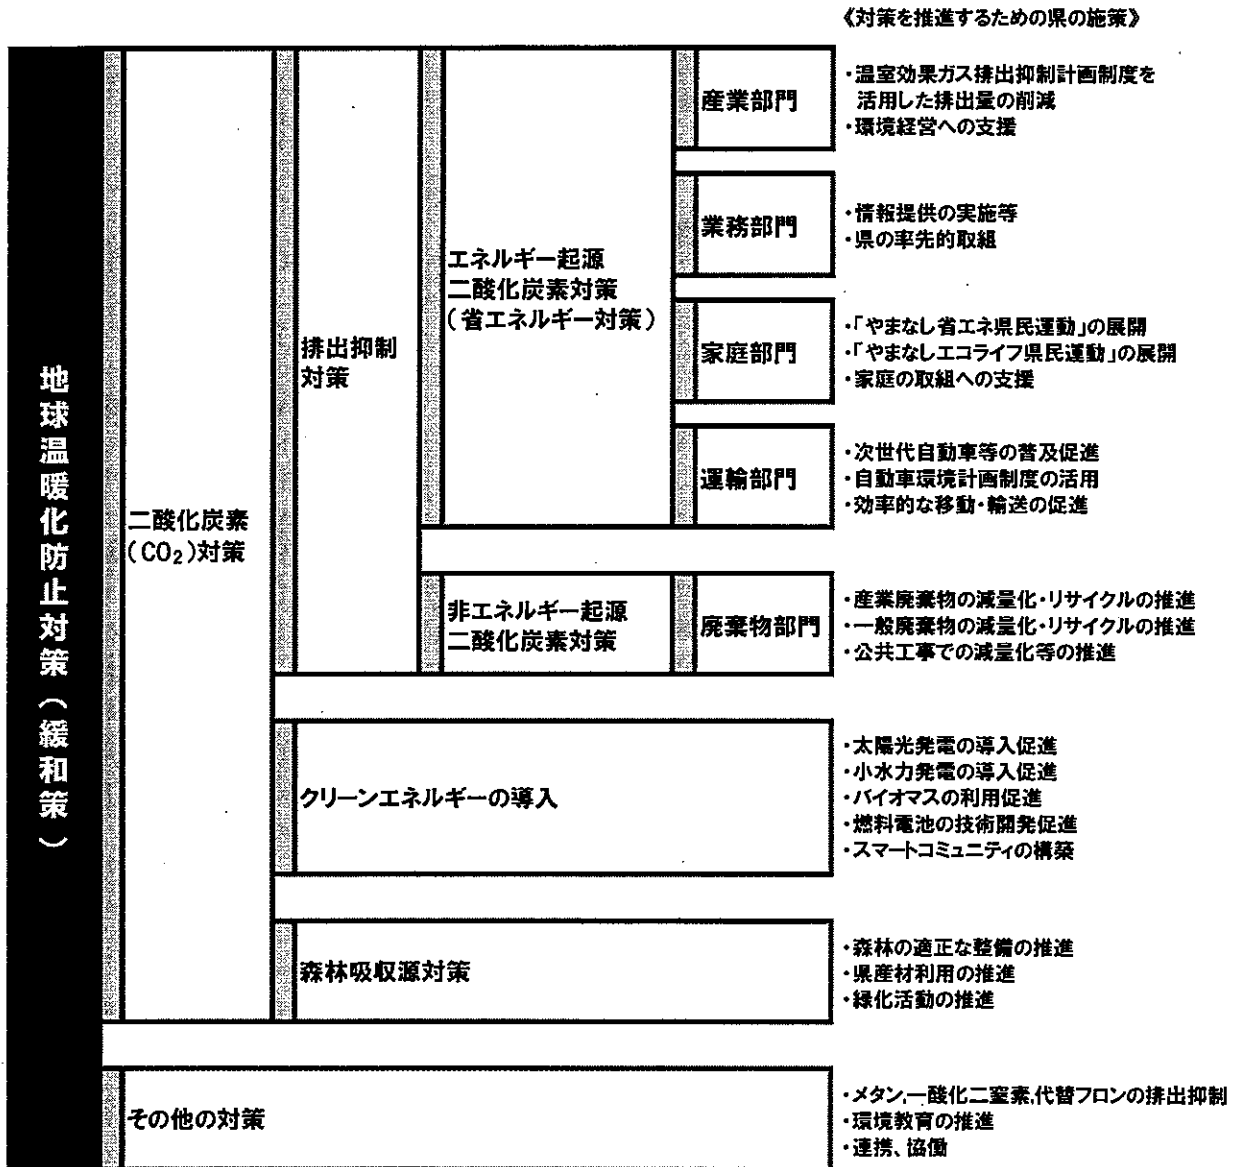 《対策を推進するための県の施策》
地球温暖化防止対策（緩和策）
二酸化炭素
(CO₂)対策
排出抑制
対策
エネルギー起源
二酸化炭素対策
(省エネルギー対策)
産業部門
・温室効果ガス排出抑制計画制度を
活用した排出量の削減
・環境経営への支援
業務部門
・情報提供の実施等
・県の率先的取組
家庭部門
・「やまなし省エネ県民運動」の展開
・「やまなしエコライフ県民運動」の展開
・家庭の取組への支援
運輸部門
・次世代自動車等の普及促進
・自動車環境計画制度の活用
・効率的な移動・輸送の促進
非エネルギー起源
二酸化炭素対策
廃棄物部門
・産業廃棄物の減量化・リサイクルの推進
・一般廃棄物の減量化・リサイクルの推進
・公共工事での減量化等の推進
クリーンエネルギーの導入
・太陽光発電の導入促進
・小水力発電の導入促進
・バイオマスの利用促進
・燃料電池の技術開発促進
・スマートコミュニティの構築
森林吸収源対策
・森林の適正な整備の推進
・県産材利用の推進
・緑化活動の推進
その他の対策
・メタン,一酸化二窒素,代替フロンの排出抑制
・環境教育の推進
・連携、協働